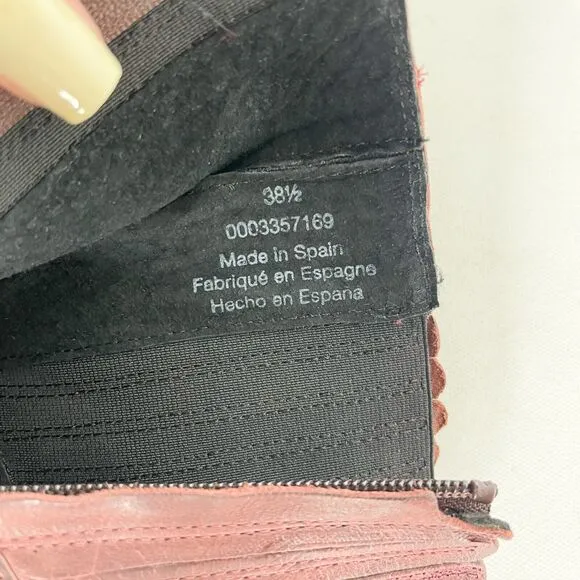 38½
0003357169
Made in Spain
Fabriqué en Espagne
Hecho en Espana